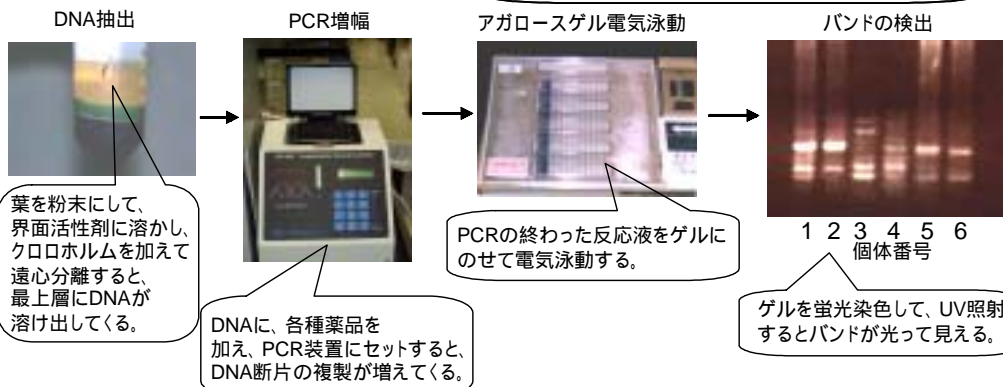 DNA抽出
PCR増幅
アガロースゲル電気泳動
バンドの検出
葉を粉末にして、
界面活性剤に溶かし、
クロロホルムを加えて
遠心分離すると、
最上層にDNAが
溶け出してくる。
DNAに、各種薬品を
加え、PCR装置にセットすると、
DNA断片の複製が増えてくる。
PCRの終わった反応液をゲルに
のせて電気泳動する。
1 2 3 4 5 6
個体番号
ゲルを蛍光染色して、UV照射
するとバンドが光って見える。